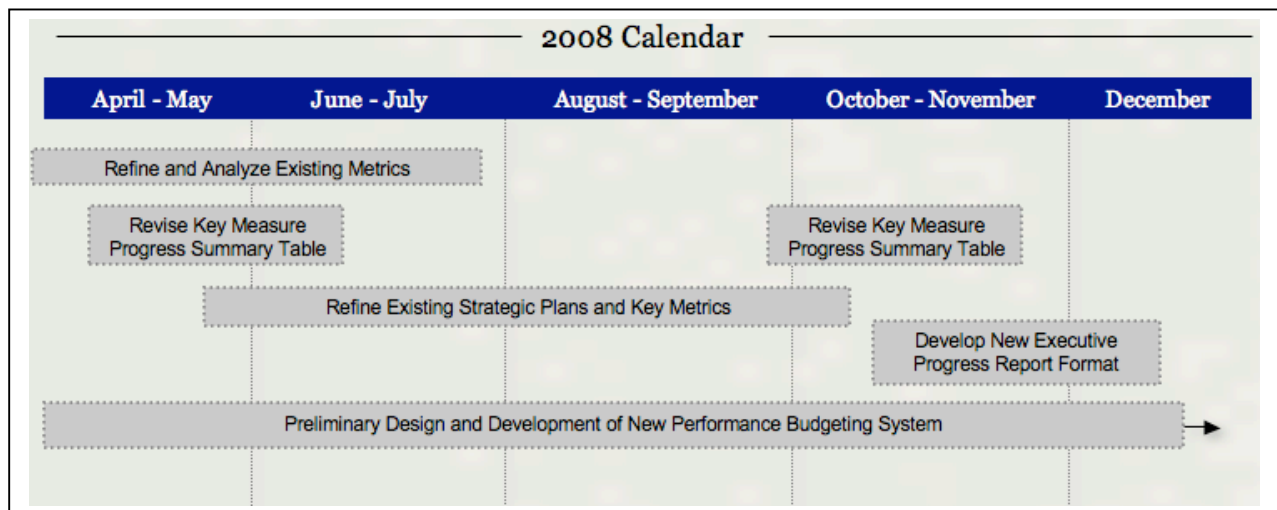 2008 Calendar
April - May
June - July
August - September
October - November
December
Refine and Analyze Existing Metrics
Revise Key Measure
Progress Summary Table
Revise Key Measure
Progress Summary Table
Refine Existing Strategic Plans and Key Metrics
Develop New Executive
Progress Report Format
Preliminary Design and Development of New Performance Budgeting System